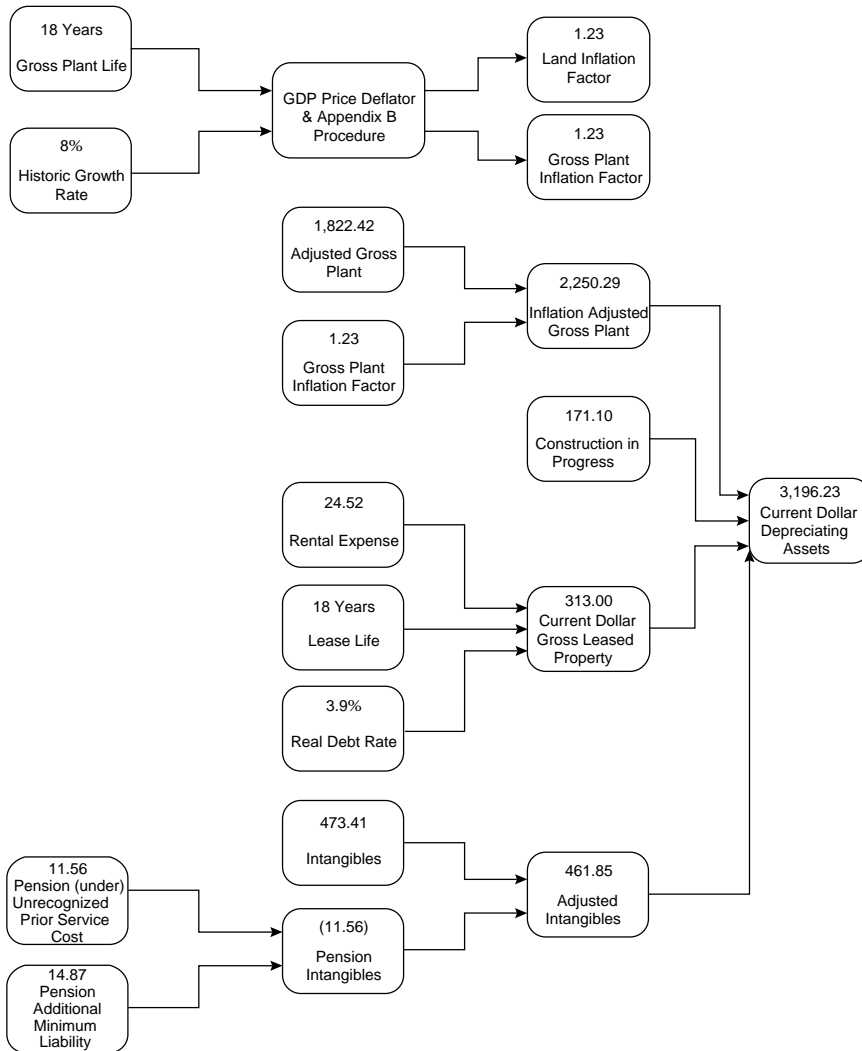 18 Years
Gross Plant Life
8%
Historic Growth
Rate
GDP Price Deflator
& Appendix B
Procedure
1.23
Land Inflation
Factor
1.23
Gross Plant
Inflation Factor
1,822.42
Adjusted Gross
Plant
1.23
Gross Plant
Inflation Factor
2,250.29
Inflation Adjusted
Gross Plant
171.10
Construction in
Progress
24.52
Rental Expense
18 Years
Lease Life
3.9%
Real Debt Rate
313.00
Current Dollar
Gross Leased
Property
3,196.23
Current Dollar
Depreciating
Assets
473.41
Intangibles
11.56
Pension (under)
Unrecognized
Prior Service
Cost
14.87
Pension
Additional
Minimum
Liability
(11.56)
Pension
Intangibles
461.85
Adjusted
Intangibles